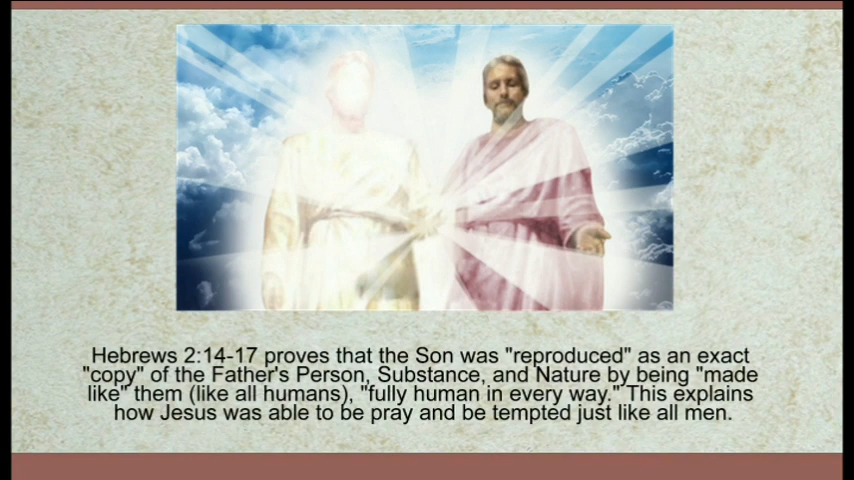 Hebrews 2:14-17 proves that the Son was "reproduced" as an exact
"copy" of the Father's Person, Substance, and Nature by being "made
like" them (like all humans), "fully human in every way." This explains
how Jesus was able to be pray and be tempted just like all men.